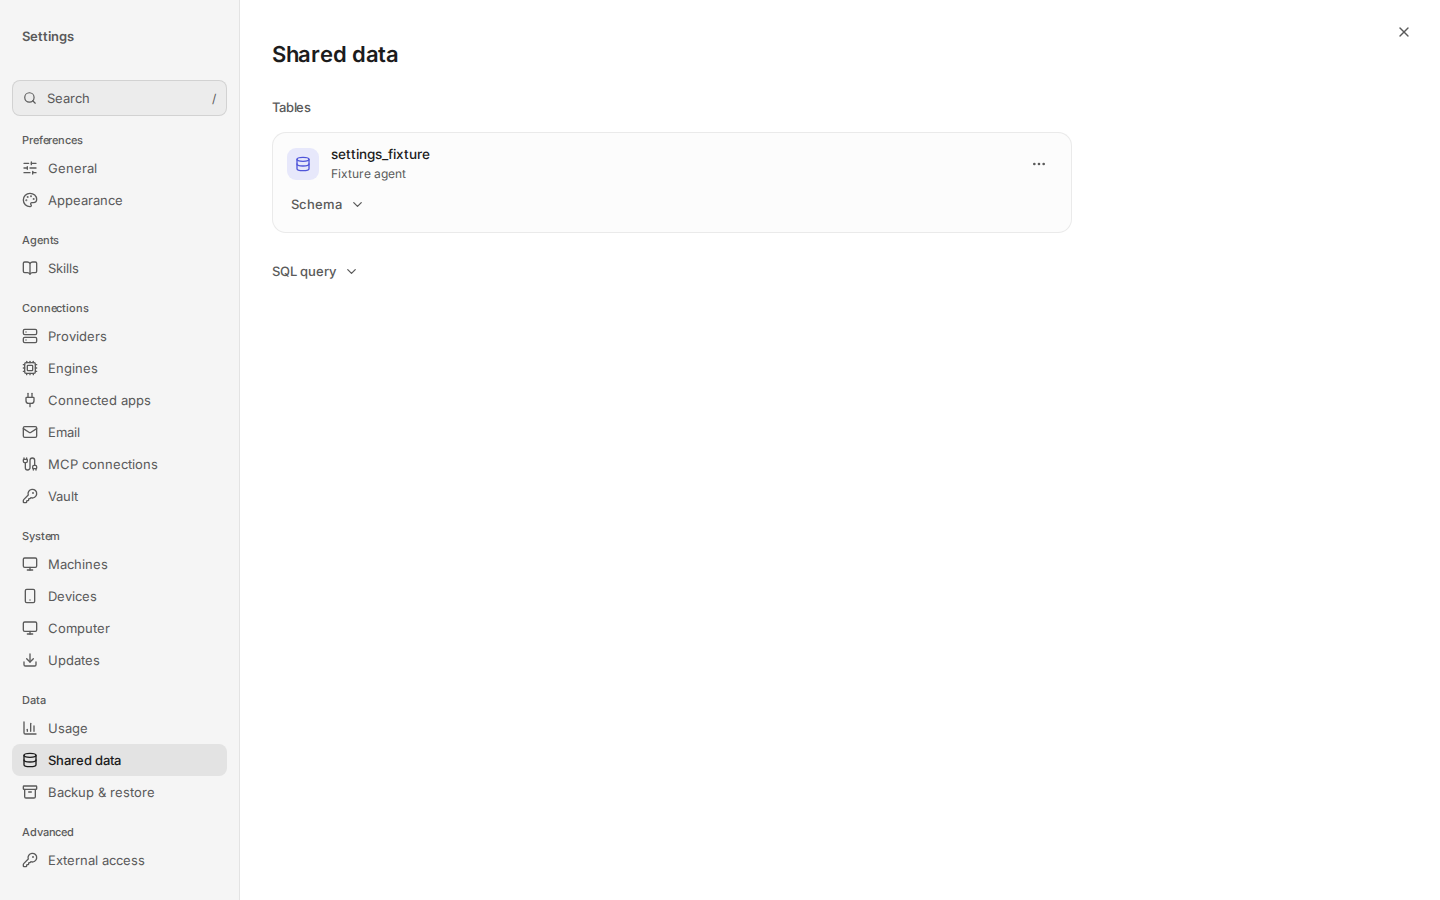 Settings
Search /
Preferences
General
Appearance
Agents
Skills
Connections
Providers
Engines
Connected apps
Email
MCP connections
Vault
System
Machines
Devices
Computer
Updates
Data
Usage
Shared data
Backup & restore
Advanced
External access
Shared data
Tables
settings_fixture
Fixture agent
Schema
SQL query